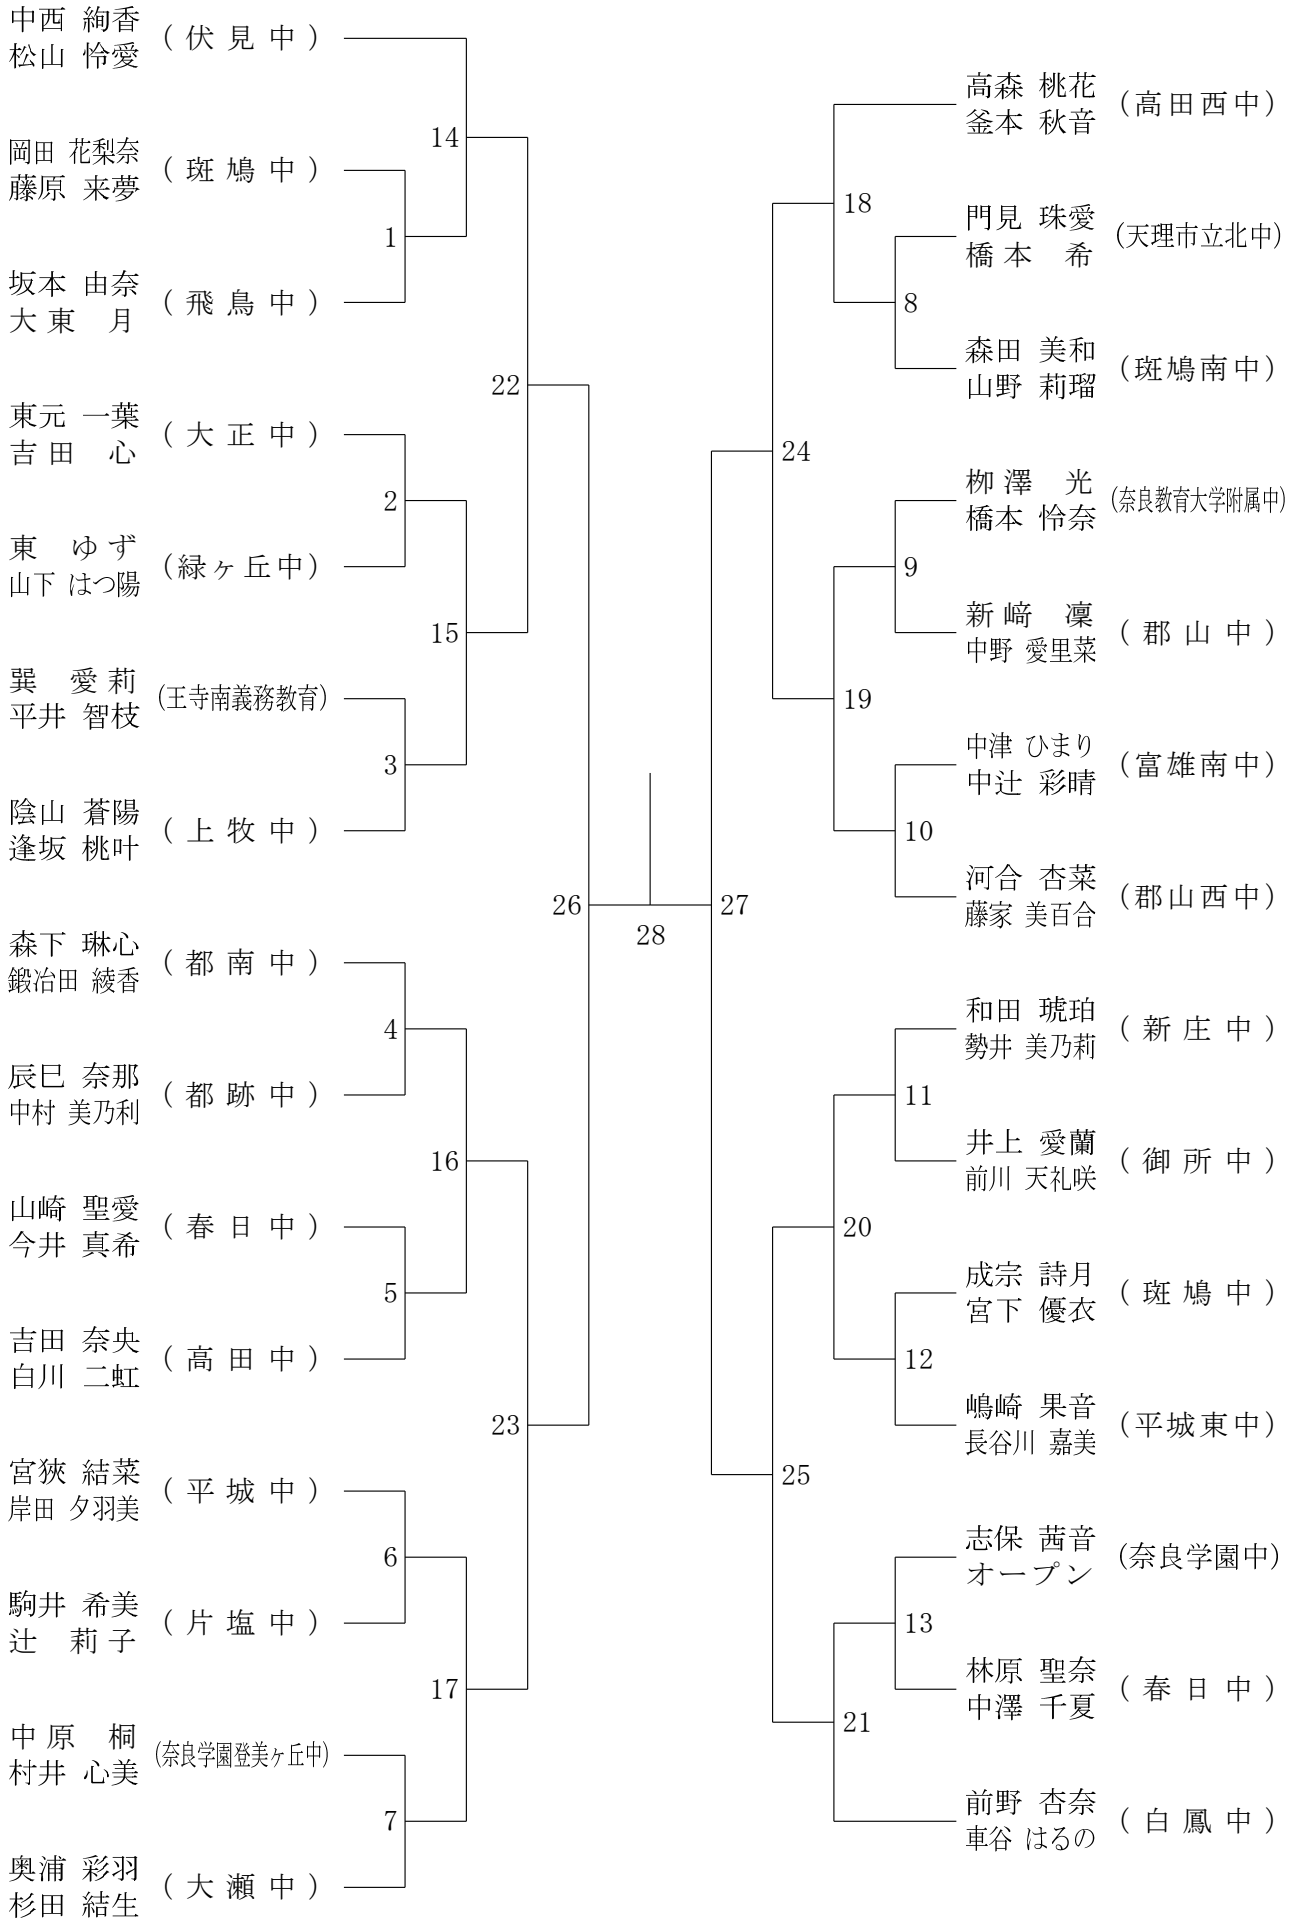 中西 絢香
松山 怜愛
(伏見中)
岡田 花梨奈
藤原 来夢
(斑鳩中)
坂本 由奈
大東 月
(飛鳥中)
東元 一葉
吉田 心
(大正中)
東 ゆず
山下 はつ陽
(緑ヶ丘中)
巽 愛莉
平井 智枝
(王寺南義務教育)
陰山 蒼陽
逢坂 桃叶
(上牧中)
森下 琳心
鍛冶田 綾香
(都南中)
辰巳 奈那
中村 美乃利
(都跡中)
山崎 聖愛
今井 真希
(春日中)
吉田 奈央
白川 二虹
(高田中)
宮狹 結菜
岸田 夕羽美
(平城中)
駒井 希美
辻 莉子
(片塩中)
中原 桐
村井 心美
(奈良学園登美ヶ丘中)
奥浦 彩羽
杉田 結生
(大瀬中)
1
2
3
4
5
6
7
14
15
16
17
22
23
26
28
27
24
25
18
19
20
21
8
9
10
11
12
13
高森 桃花
釜本 秋音
(高田西中)
門見 珠愛
橋本 希
(天理市立北中)
森田 美和
山野 莉瑠
(斑鳩南中)
栁澤 光
橋本 怜奈
(奈良教育大学附属中)
新﨑 凜
中野 愛里菜
(郡山中)
中津 ひまり
中辻 彩晴
(富雄南中)
河合 杏菜
藤家 美百合
(郡山西中)
和田 琥珀
勢井 美乃莉
(新庄中)
井上 愛蘭
前川 天礼咲
(御所中)
成宗 詩月
宮下 優衣
(斑鳩中)
嶋崎 果音
長谷川 嘉美
(平城東中)
志保 茜音
オープン
(奈良学園中)
林原 聖奈
中澤 千夏
(春日中)
前野 杏奈
車谷 はるの
(白鳳中)